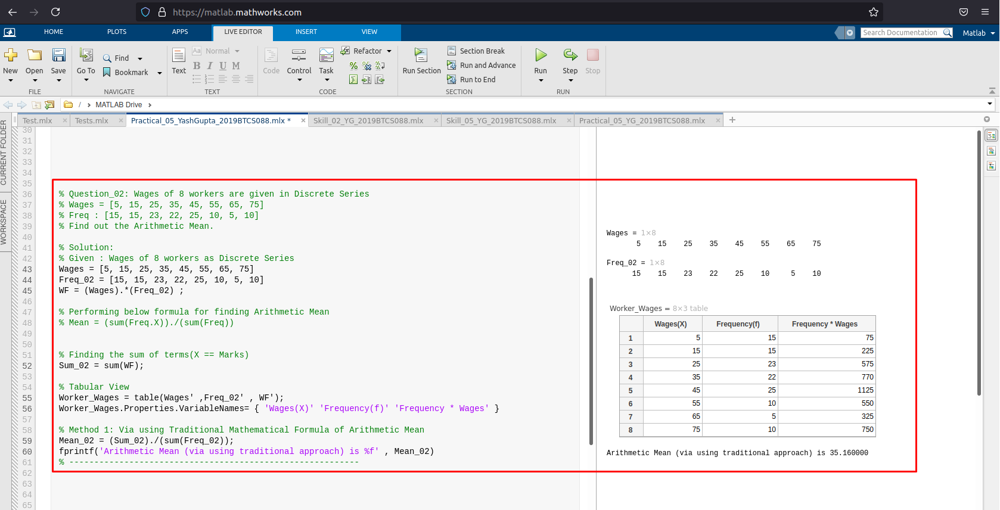 https://matlab.mathworks.com
HOME PLOTS APPS LIVE EDITOR INSERT VIEW
Search Documentation Matlab
New Open Save Go To Find Bookmark Text Aa Normal B I U M Code Control Task Refactor Run Section Section Break Run and Advance Run to End Run Step Stop
FILE NAVIGATE TEXT CODE SECTION RUN
/ MATLAB Drive
Test.mlx Tests.mlx Practical_05_YashGupta_2019BTCS088.mlx * Skill_02_YG_2019BTCS088.mlx Skill_05_YG_2019BTCS088.mlx Practical_05_YG_2019BTCS088.mlx
CURRENT FOLDER
WORKSPACE
30
31
32
33
34
35
36 % Question_02: Wages of 8 workers are given in Discrete Series
37 % Wages = [5, 15, 25, 35, 45, 55, 65, 75]
38 % Freq : [15, 15, 23, 22, 25, 10, 5, 10]
39 % Find out the Arithmetic Mean.
40
41 % Solution:
42 % Given : Wages of 8 workers as Discrete Series
43 Wages = [5, 15, 25, 35, 45, 55, 65, 75]
44 Freq_02 = [15, 15, 23, 22, 25, 10, 5, 10]
45 WF = (Wages).*(Freq_02) ;
46
47 % Performing below formula for finding Arithmetic Mean
48 % Mean = (sum(Freq.X))./(sum(Freq))
49
50
51 % Finding the sum of terms(X == Marks)
52 Sum_02 = sum(WF);
53
54 % Tabular View
55 Worker_Wages = table(Wages' ,Freq_02' , WF');
56 Worker_Wages.Properties.VariableNames= { 'Wages(X)' 'Frequency(f)' 'Frequency * Wages' }
57
58 % Method 1: Via using Traditional Mathematical Formula of Arithmetic Mean
59 Mean_02 = (Sum_02)./(sum(Freq_02));
60 fprintf('Arithmetic Mean (via using traditional approach) is %f' , Mean_02)
61 % ----------------------------------------------------------
62
63
64
65
Wages = 1×8
5 15 25 35 45 55 65 75
Freq_02 = 1×8
15 15 23 22 25 10 5 10
Worker_Wages = 8×3 table
Wages(X) Frequency(f) Frequency * Wages
1 5 15 75
2 15 15 225
3 25 23 575
4 35 22 770
5 45 25 1125
6 55 10 550
7 65 5 325
8 75 10 750
Arithmetic Mean (via using traditional approach) is 35.160000